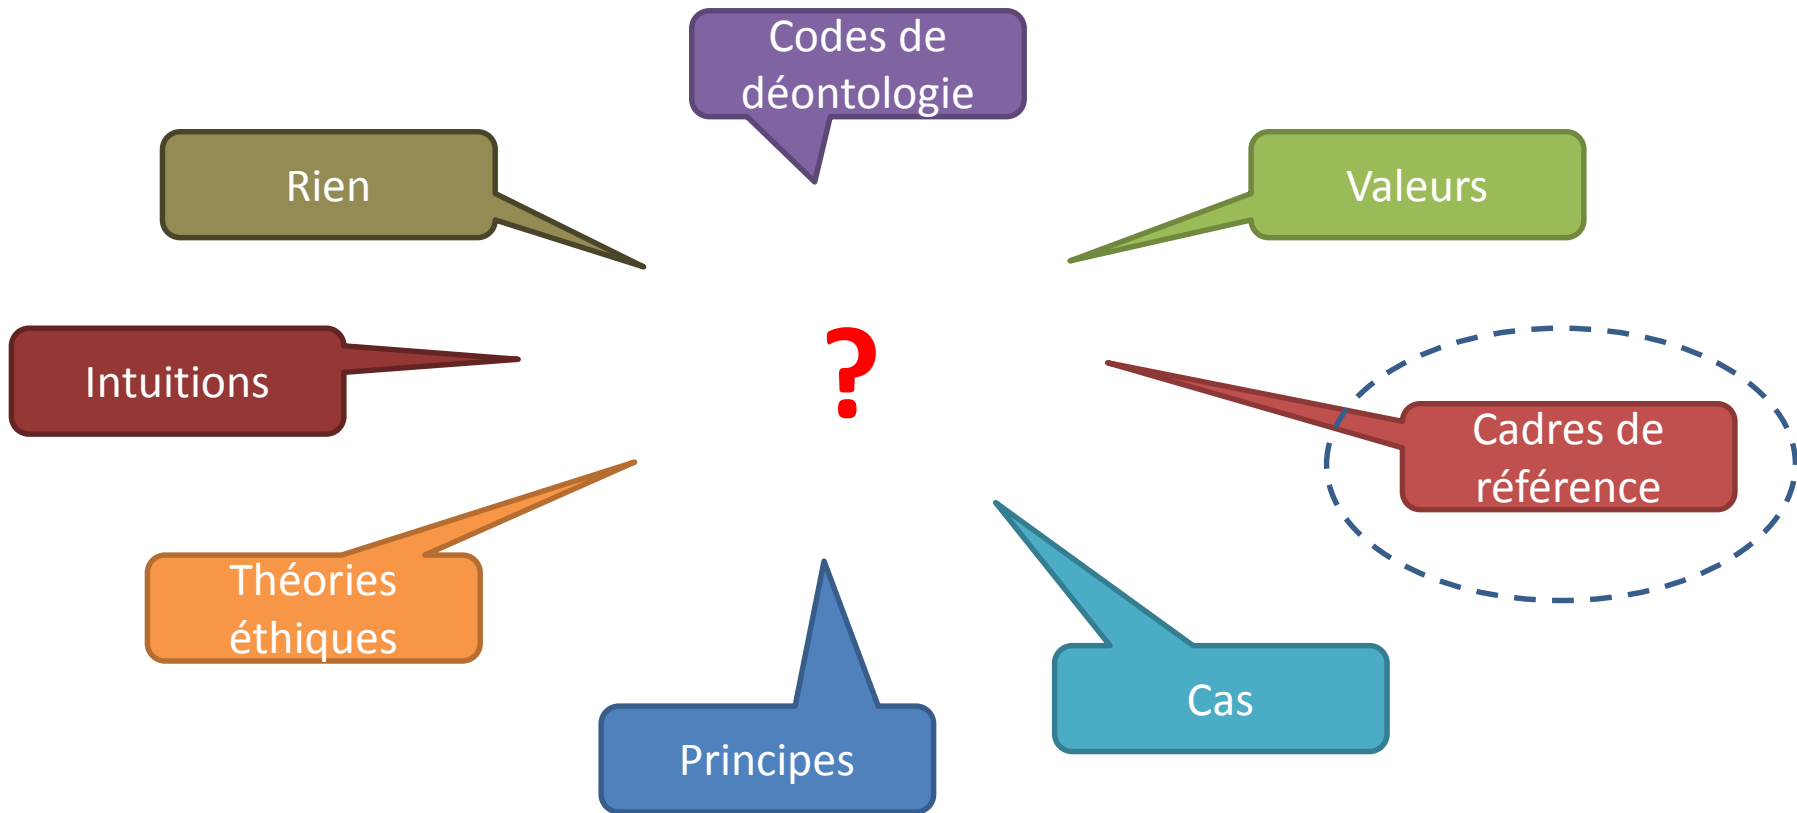 Codes de
déontologie
Rien
Valeurs
?
Intuitions
Cadres de
référence
Théories
éthiques
Cas
Principes